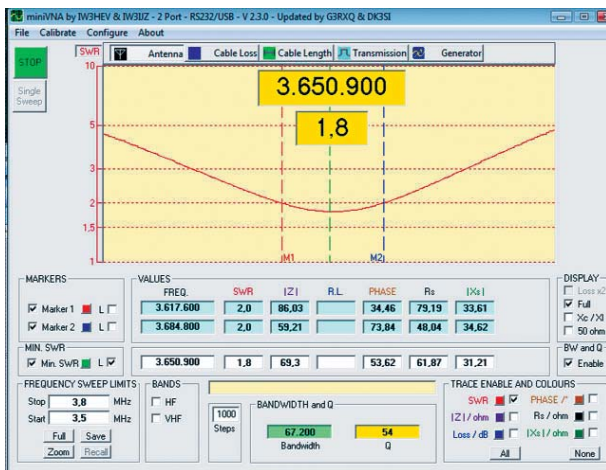 miniVNA by IW3HEV & IW3IJZ - 2 Port - RS232/USB - V 2.3.0 - Updated by G3RXQ & DK3SI
File Calibrate Configure About
STOP
Single Sweep
SWR Antenna Cable Loss Cable Length Transmission Generator
10
5
3
2
1.5
1
3.650.900
1,8
M1 M2
MARKERS
Marker 1 L
Marker 2 L
VALUES
FREQ. SWR |Z| R.L. PHASE Rs |Xs|
3.617.600 2,0 86,03 34,46 79,19 33,61
3.684.800 2,0 59,21 73,84 48,04 34,62
DISPLAY
Loss x2
Full
Xc / Xl
50 ohm
MIN. SWR
Min. SWR L
3.650.900 1,8 69,3 53,62 61,87 31,21
BW and Q
Enable
FREQUENCY SWEEP LIMITS
Stop 3,8 MHz
Start 3,5 MHz
Full Save
Zoom Recall
BANDS
HF
VHF
1000
Steps
BANDWIDTH and Q
67,200 54
Bandwidth Q
TRACE ENABLE AND COLOURS
SWR PHASE /°
|Z| / ohm Rs / ohm
Loss / dB |Xs| / ohm
All None